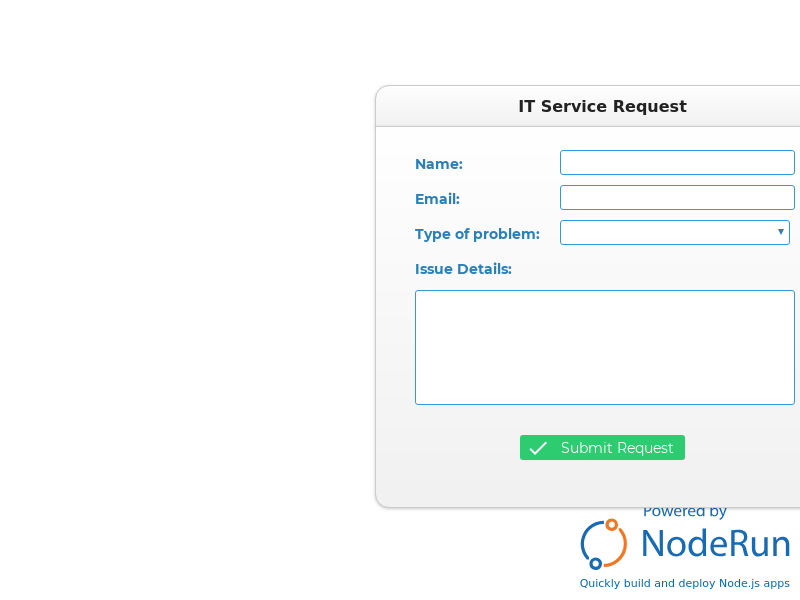 IT Service Request
Name:
Email:
Type of problem:
Issue Details:
Submit Request
Powered by
NodeRun
Quickly build and deploy Node.js apps